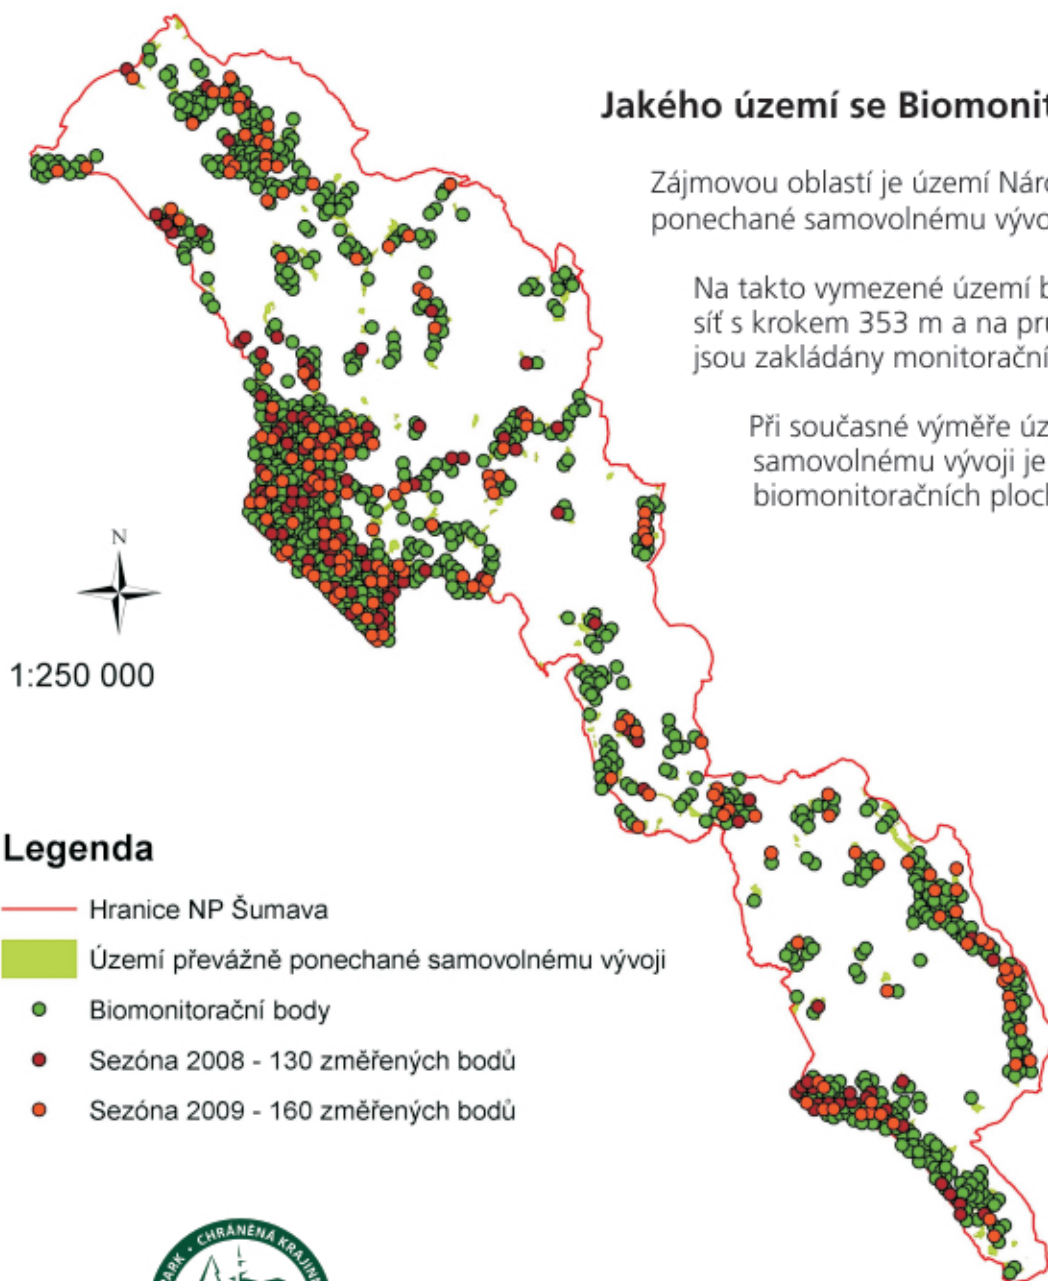 Jakého území se Biomonit
Zájmovou oblastí je území Náro
ponechané samovolnému vývo
Na takto vymezené území b
síť s krokem 353 m a na pru
jsou zakládány monitorační
Při současné výměře úz
samovolnému vývoji je
biomonitoračních ploch
N
1:250 000
Legenda
Hranice NP Šumava
Území převážně ponechané samovolnému vývoji
Biomonitorační body
Sezóna 2008 - 130 změřených bodů
Sezóna 2009 - 160 změřených bodů
ARK • CHRÁNĚNÁ KRAJIN